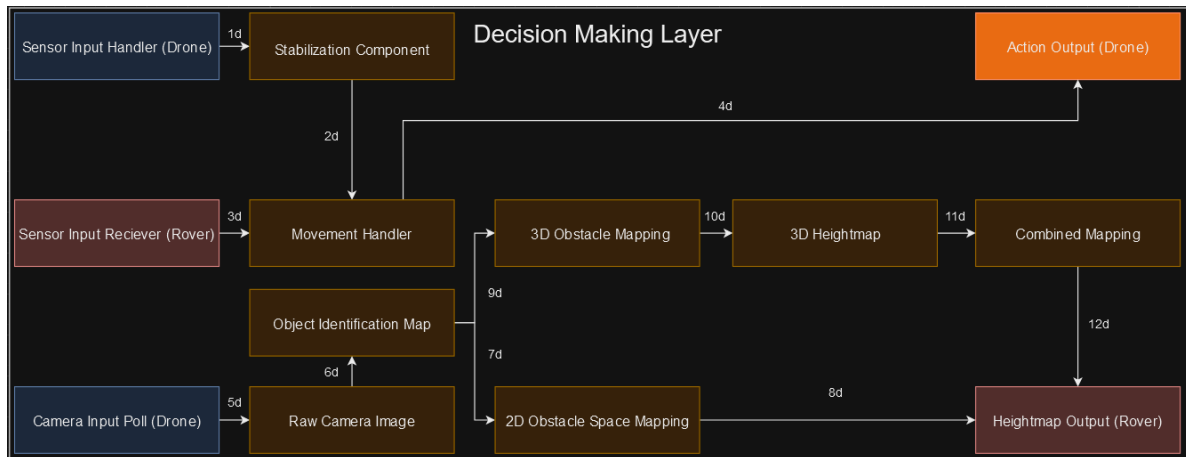 Decision Making Layer
Sensor Input Handler (Drone)
1d
Stabilization Component
Action Output (Drone)
4d
2d
Sensor Input Reciever (Rover)
3d
Movement Handler
3D Obstacle Mapping
10d
3D Heightmap
11d
Combined Mapping
9d
Object Identification Map
12d
7d
6d
Camera Input Poll (Drone)
5d
Raw Camera Image
2D Obstacle Space Mapping
8d
Heightmap Output (Rover)